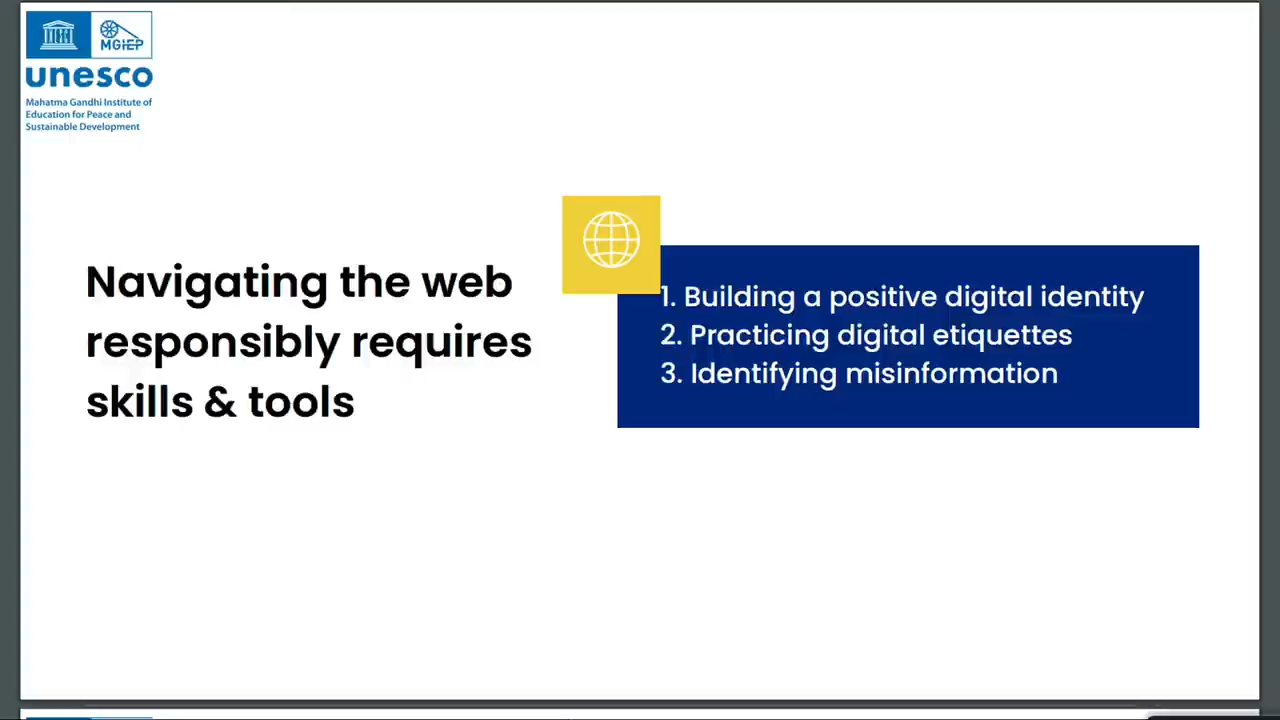 MGIEP
unesco
Mahatma Gandhi Institute of
Education for Peace and
Sustainable Development
Navigating the web
responsibly requires
skills & tools
1. Building a positive digital identity
2. Practicing digital etiquettes
3. Identifying misinformation